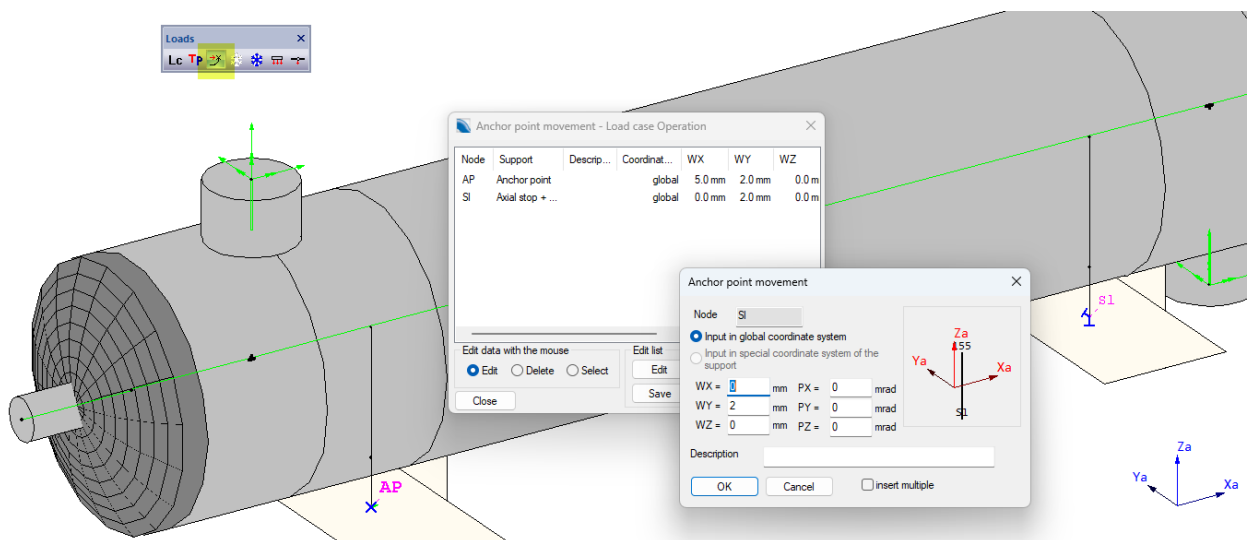 Loads
Lc TP
Anchor point movement - Load case Operation
Node Support Descrip... Coordinat... WX WY WZ
AP Anchor point global 5.0 mm 2.0 mm 0.0 m
Sl Axial stop + ... global 0.0 mm 2.0 mm 0.0 m
Edit data with the mouse
Edit Delete Select
Edit list
Edit
Save
Close
Anchor point movement
Node Sl
Input in global coordinate system
Input in special coordinate system of the
support
WX = 0 mm PX = 0 mrad
WY = 2 mm PY = 0 mrad
WZ = 0 mm PZ = 0 mrad
Description
OK Cancel insert multiple
Za
155
Ya Xa
Sl
Sl
AP
Za
Ya Xa